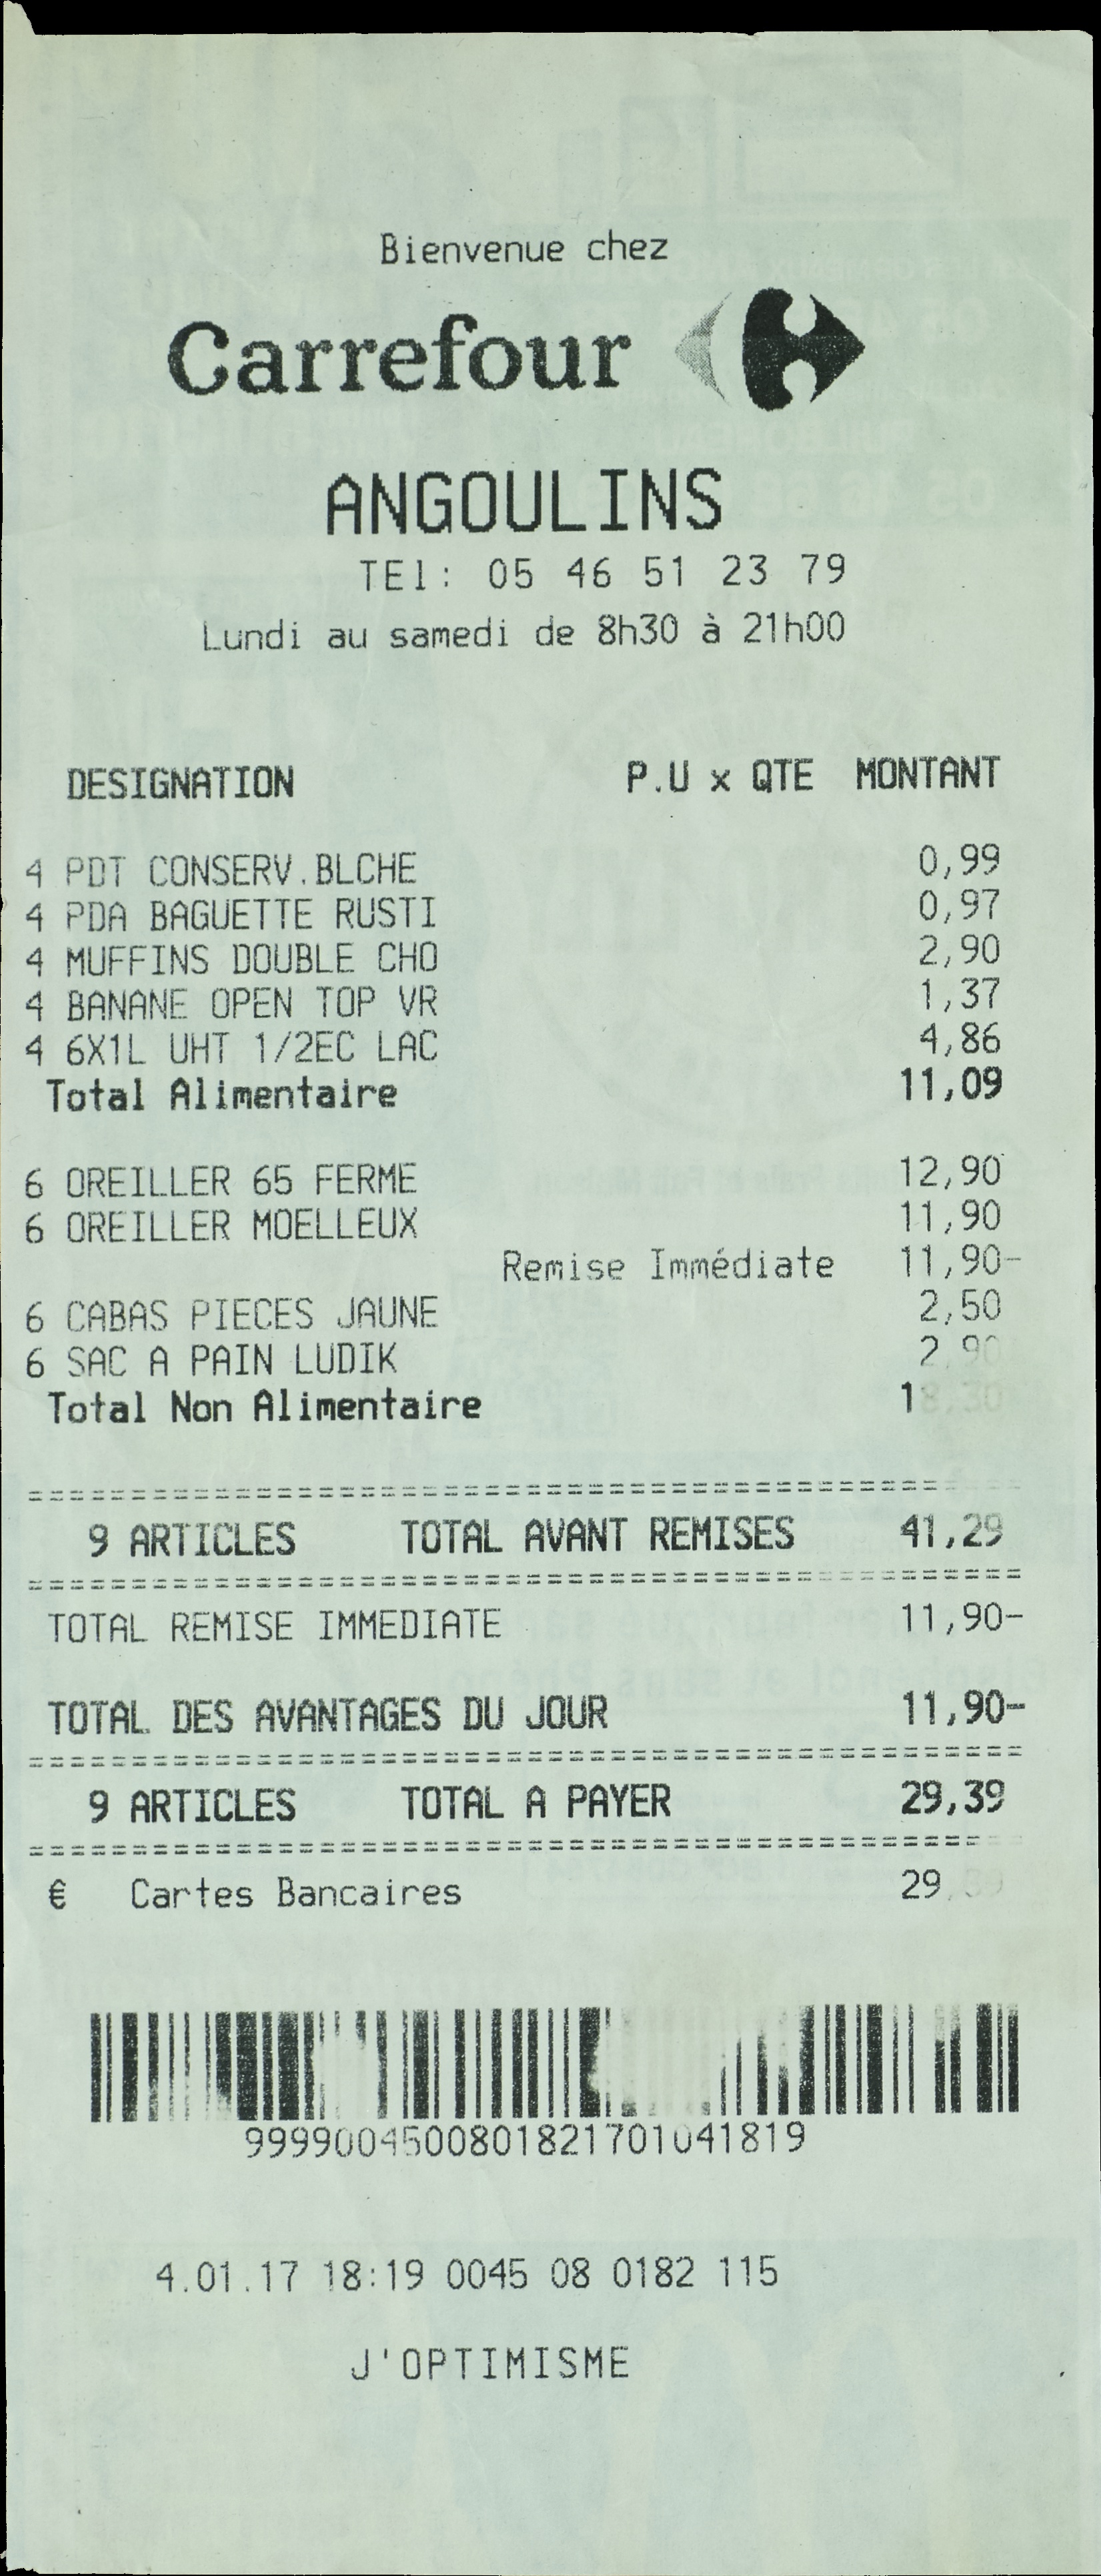 Bienvenue chez
Carrefour
ANGOULINS
TEl: 05 46 51 23 79
Lundi au samedi de 8h30 à 21h00
DESIGNATION P.U x QTE MONTANT
4 PDT CONSERV.BLCHE 0,99
4 PDA BAGUETTE RUSTI 0,97
4 MUFFINS DOUBLE CHO 2,90
4 BANANE OPEN TOP VR 1,37
4 6X1L UHT 1/2EC LAC 4,86
Total Alimentaire 11,09
6 OREILLER 65 FERME 12,90
6 OREILLER MOELLEUX 11,90
Remise Immédiate 11,90-
6 CABAS PIECES JAUNE 2,50
6 SAC A PAIN LUDIK 2,90
Total Non Alimentaire 18,30
================================================
9 ARTICLES TOTAL AVANT REMISES 41,29
================================================
TOTAL REMISE IMMEDIATE 11,90-
TOTAL DES AVANTAGES DU JOUR 11,90-
================================================
9 ARTICLES TOTAL A PAYER 29,39
================================================
€ Cartes Bancaires 29,39
999900450080182170104​1819
4.01.17 18:19 0045 08 0182 115
J'OPTIMISME